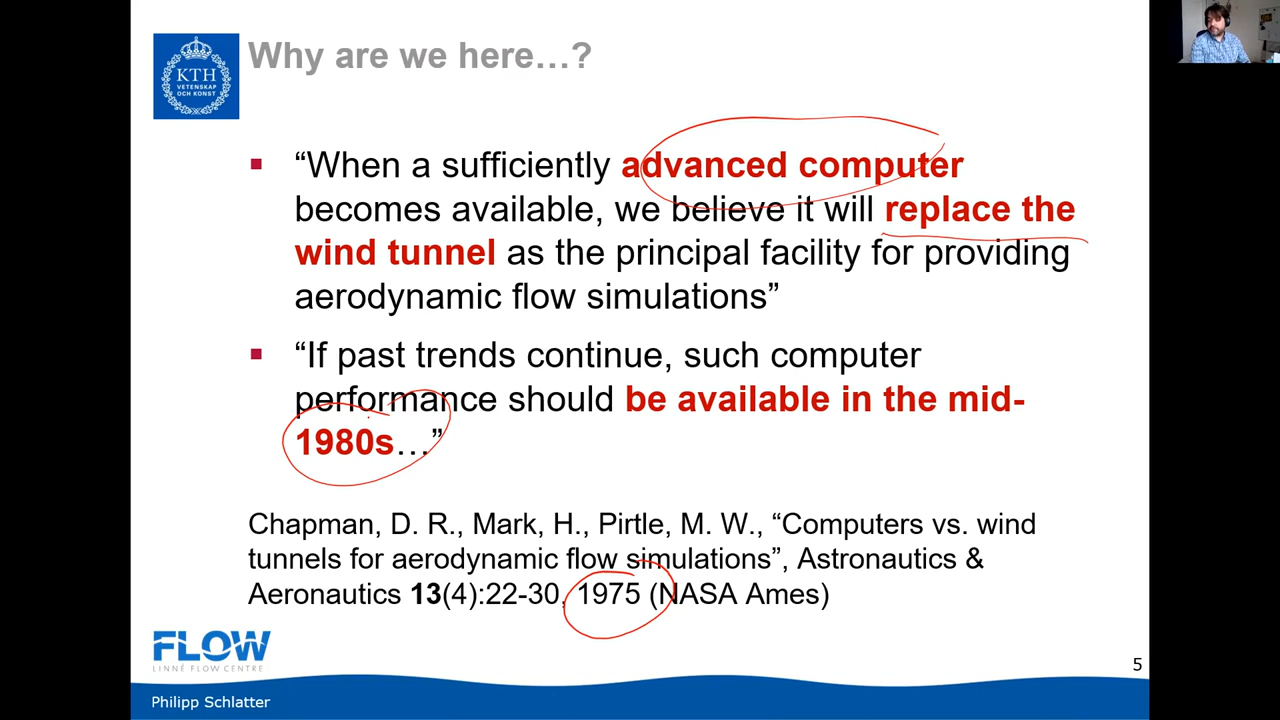 Why are we here…?
KTH
VETENSKAP
OCH KONST
▪ “When a sufficiently advanced computer
becomes available, we believe it will replace the
wind tunnel as the principal facility for providing
aerodynamic flow simulations”
▪ “If past trends continue, such computer
performance should be available in the mid-
1980s…”
Chapman, D. R., Mark, H., Pirtle, M. W., “Computers vs. wind
tunnels for aerodynamic flow simulations”, Astronautics &
Aeronautics 13(4):22-30, 1975 (NASA Ames)
FLOW
LINNÉ FLOW CENTRE
5
Philipp Schlatter